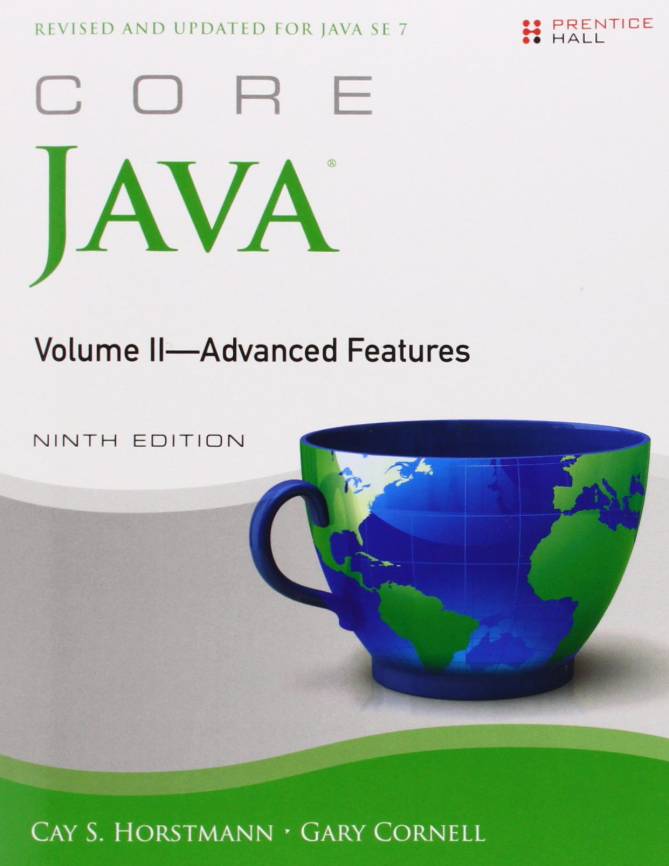 REVISED AND UPDATED FOR JAVA SE 7
PRENTICE
HALL
CORE
JAVA®
Volume II—Advanced Features
NINTH EDITION
CAY S. HORSTMANN · GARY CORNELL